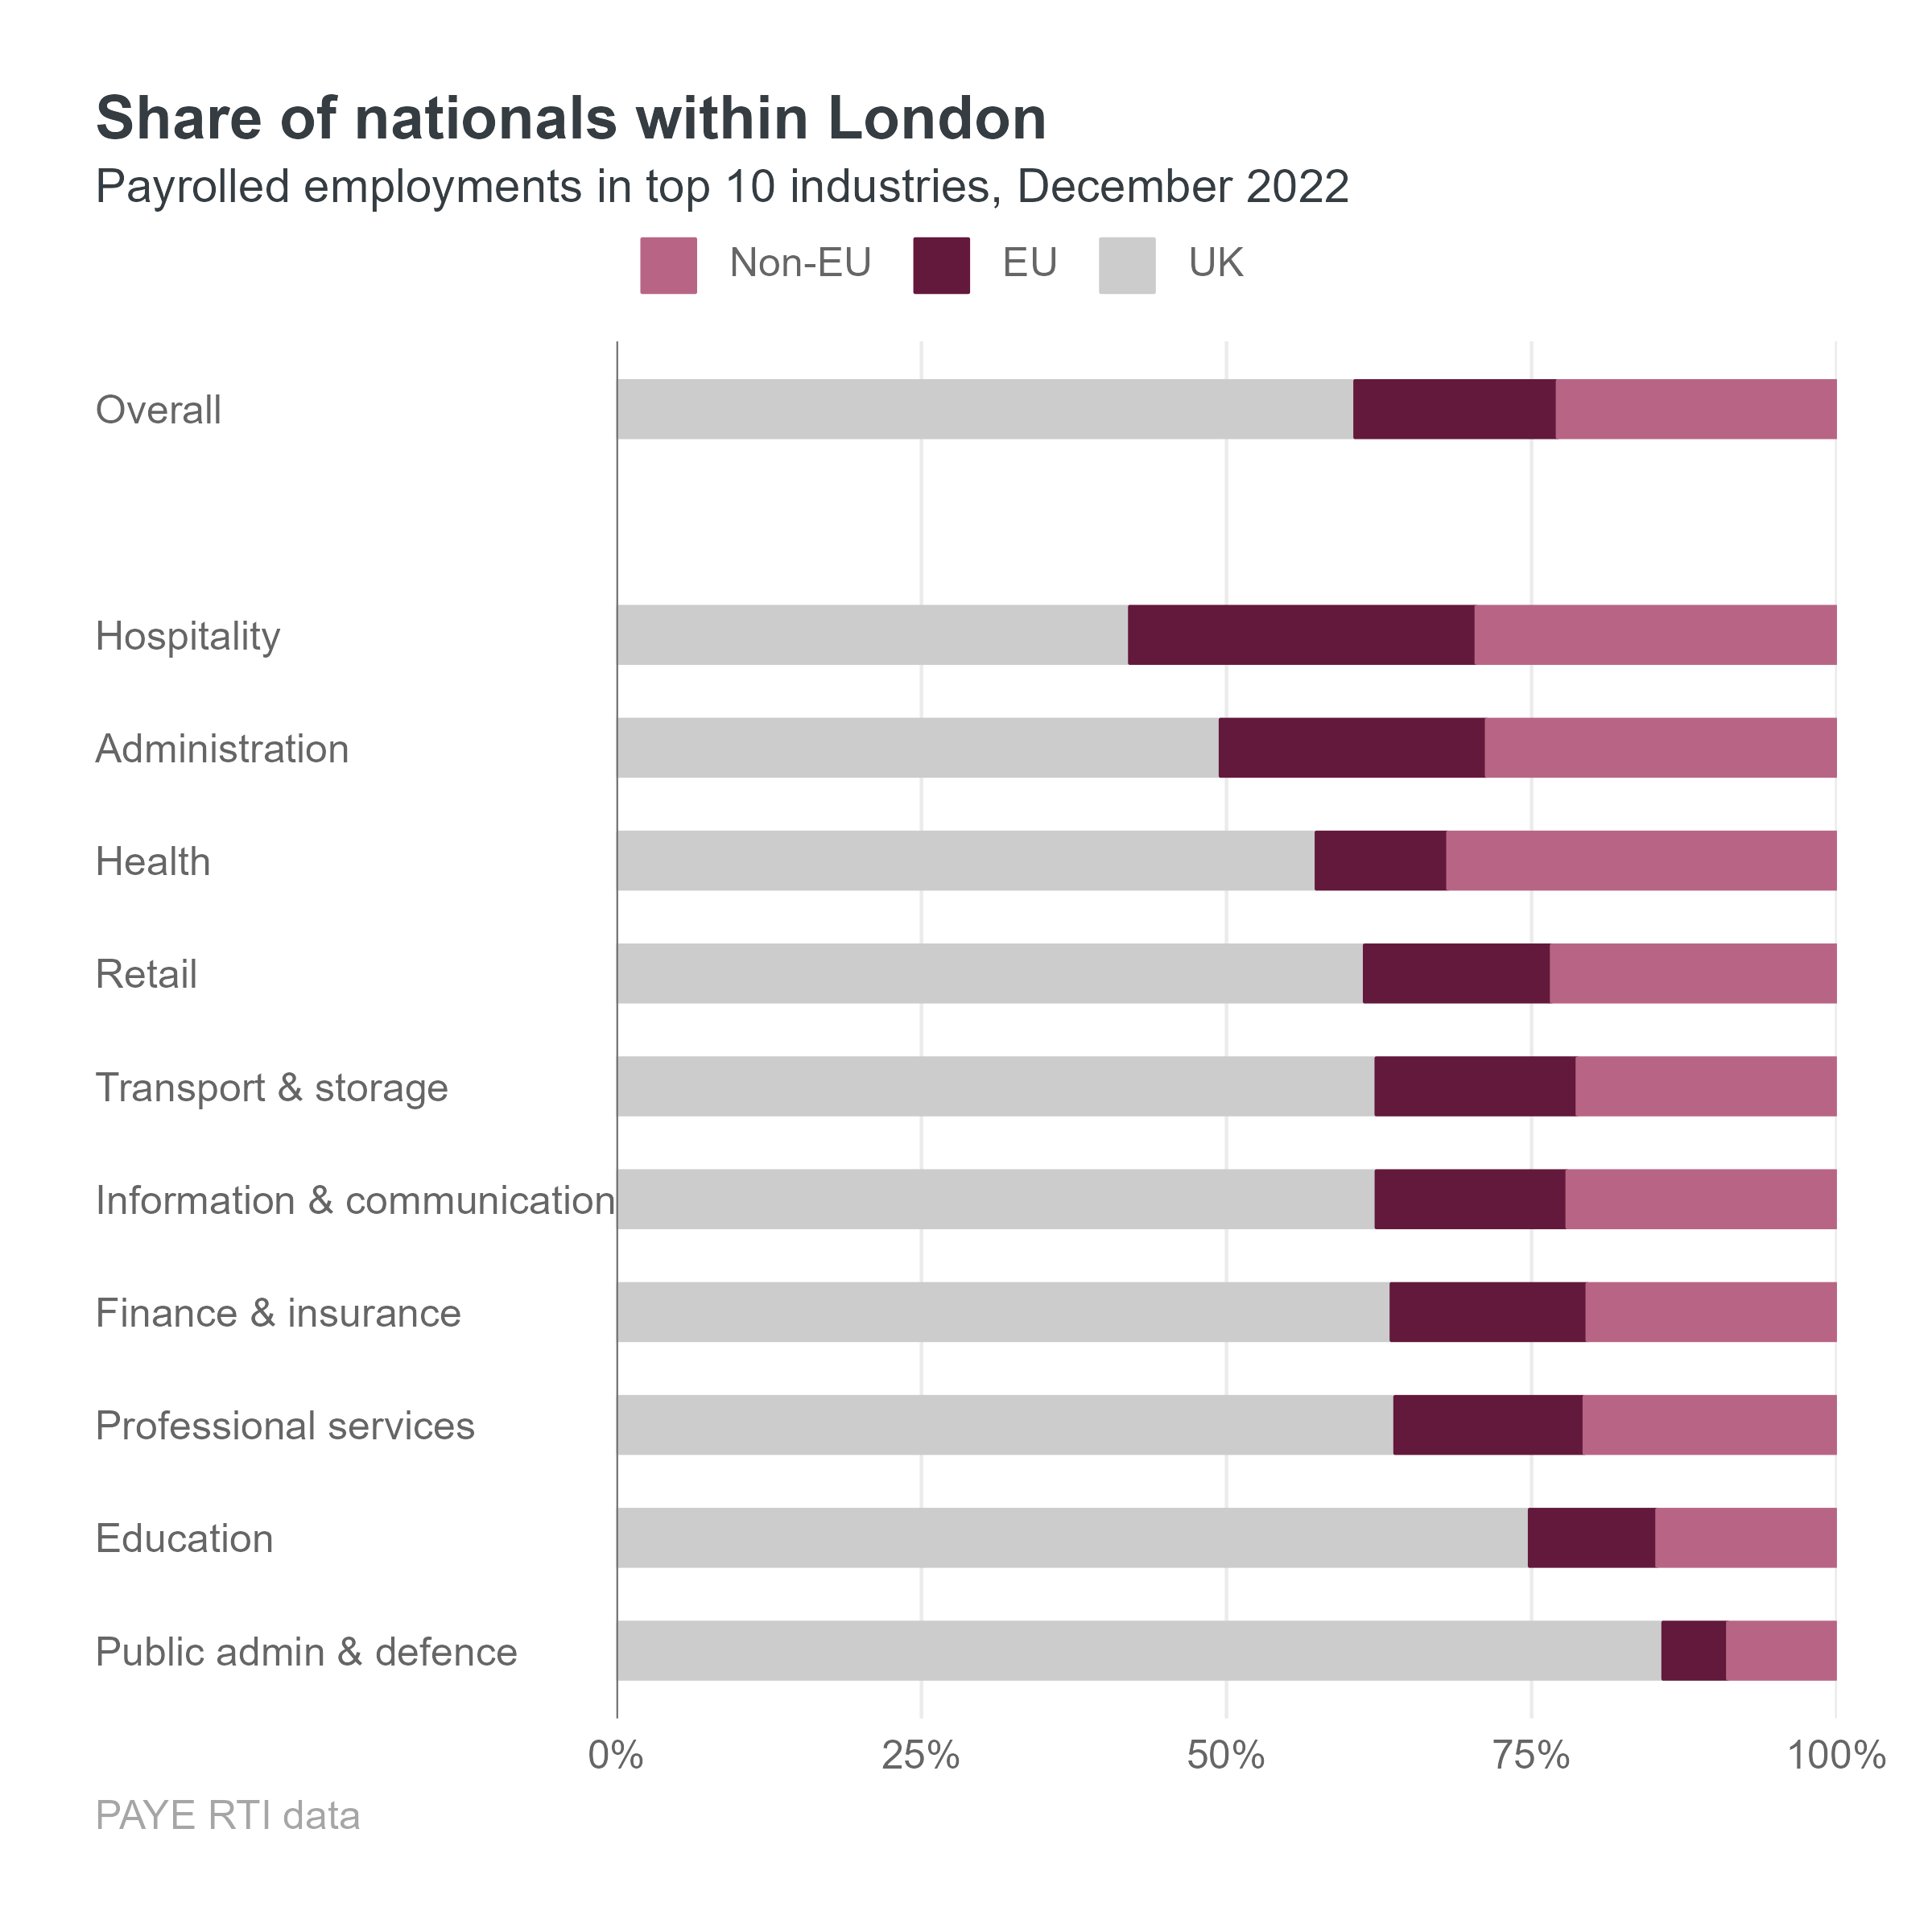 Share of nationals within London
Payrolled employments in top 10 industries, December 2022
Non-EU EU UK
Overall
Hospitality
Administration
Health
Retail
Transport & storage
Information & communication
Finance & insurance
Professional services
Education
Public admin & defence
0% 25% 50% 75% 100%
PAYE RTI data